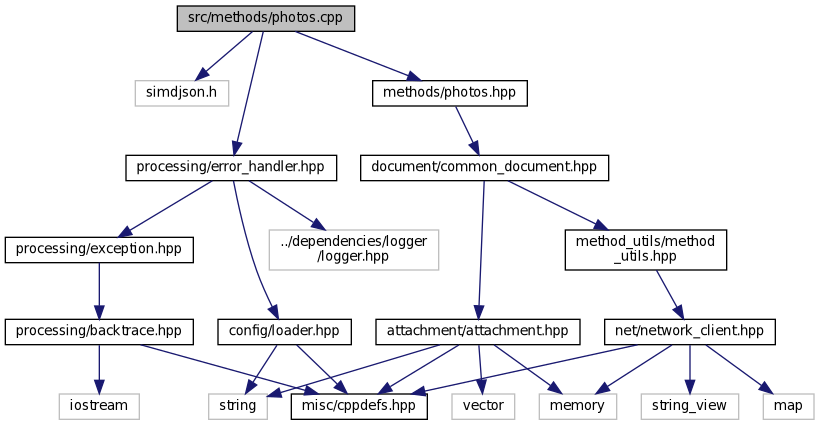 src/methods/photos.cpp
simdjson.h
methods/photos.hpp
processing/error_handler.hpp
document/common_document.hpp
processing/exception.hpp
../dependencies/logger
/logger.hpp
method_utils/method
_utils.hpp
processing/backtrace.hpp
config/loader.hpp
attachment/attachment.hpp
net/network_client.hpp
iostream
string
misc/cppdefs.hpp
vector
memory
string_view
map